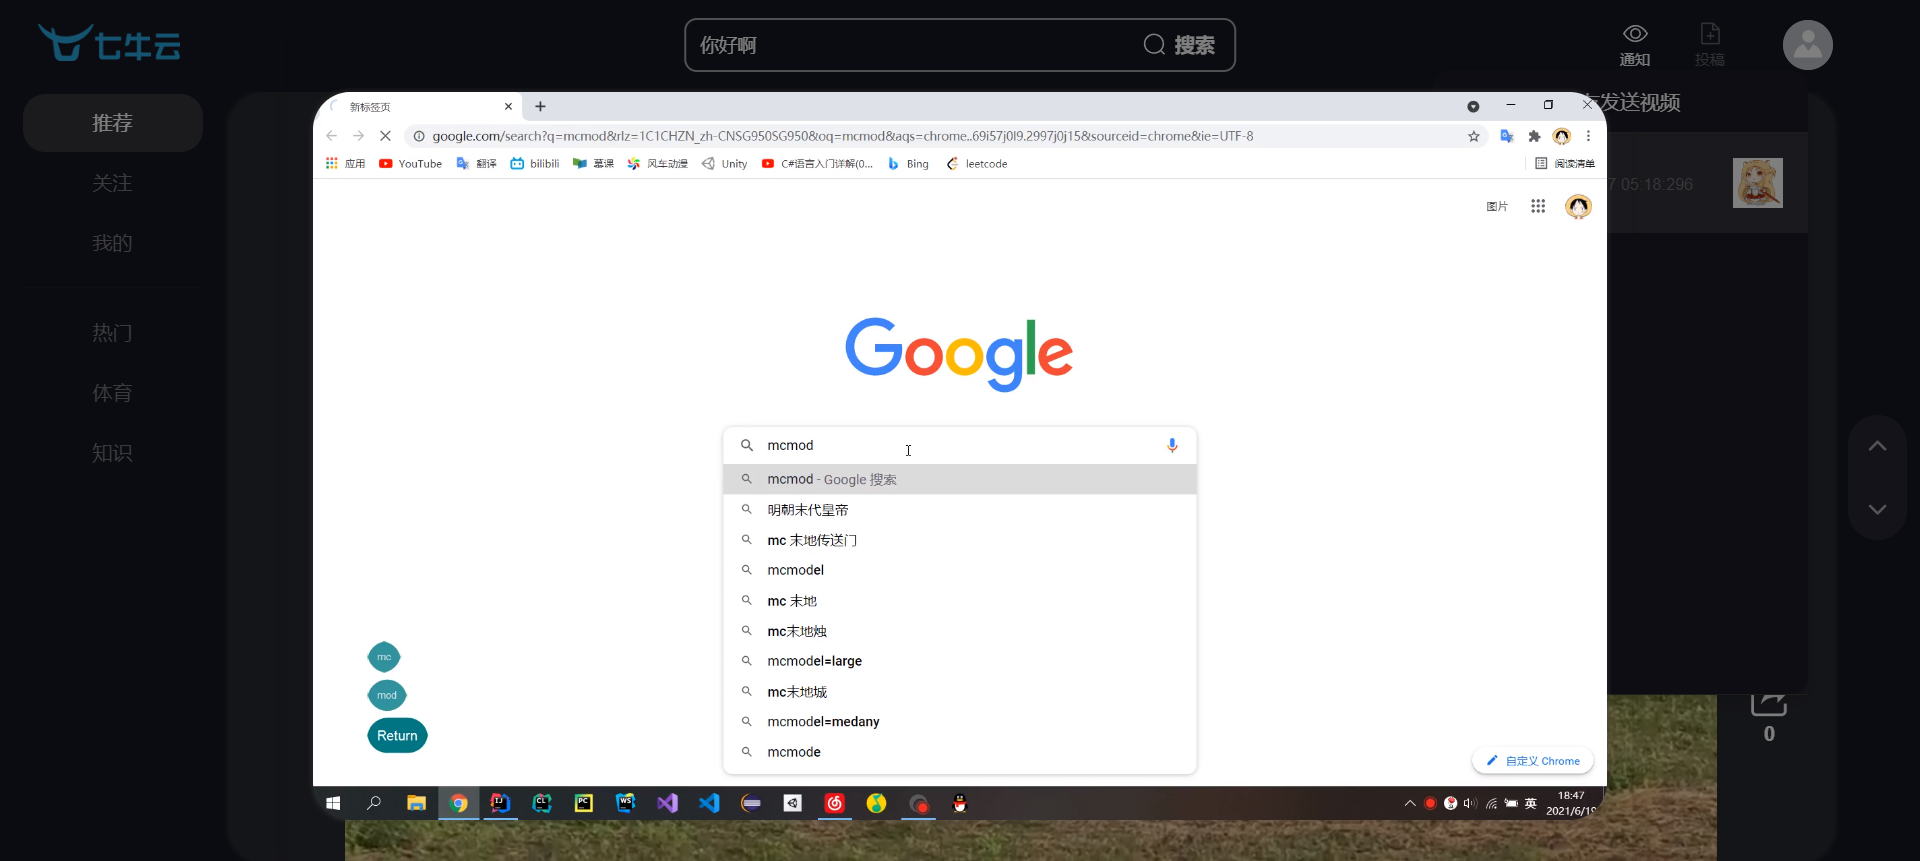 七牛云
你好啊
搜索
通知
投稿
推荐
关注
我的
热门
体育
知识
友发送视频
7 05:18:296
0
新标签页
google.com/search?q=mcmod&rlz=1C1CHZN_zh-CNSG950SG950&oq=mcmod&aqs=chrome..69i57j0l9.2997j0j15&sourceid=chrome&ie=UTF-8
应用 YouTube 翻译 bilibili 慕课 风车动漫 Unity C#语言入门详解(0... Bing leetcode 阅读清单
图片
Google
mcmod
mcmod - Google 搜索
明朝末代皇帝
mc 末地传送门
mcmodel
mc 末地
mc末地烛
mcmodel=large
mc末地城
mcmodel=medany
mcmode
mc
mod
Return
自定义 Chrome
英
18:47
2021/6/19